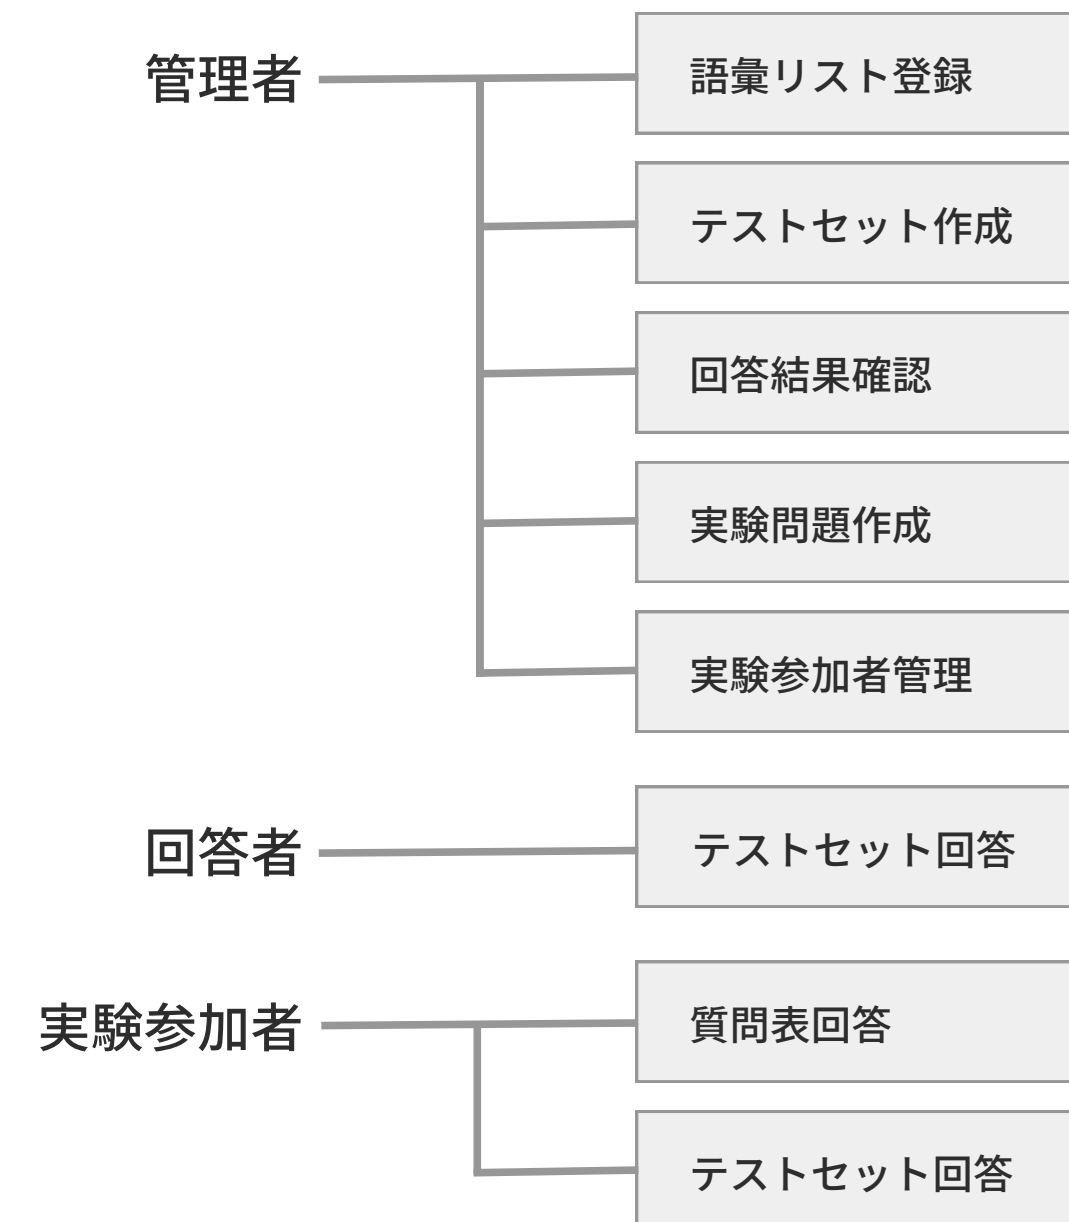 管理者
語彙リスト登録
テストセット作成
回答結果確認
実験問題作成
実験参加者管理
回答者
テストセット回答
実験参加者
質問表回答
テストセット回答